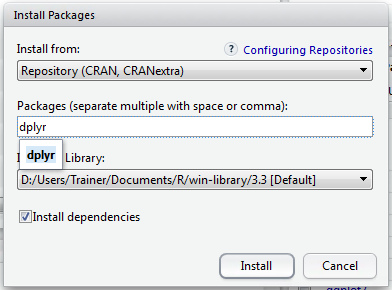 Install Packages
Install from:
? Configuring Repositories
Repository (CRAN, CRANextra)
Packages (separate multiple with space or comma):
dplyr
dplyr
Library:
D:/Users/Trainer/Documents/R/win-library/3.3 [Default]
Install dependencies
Install
Cancel